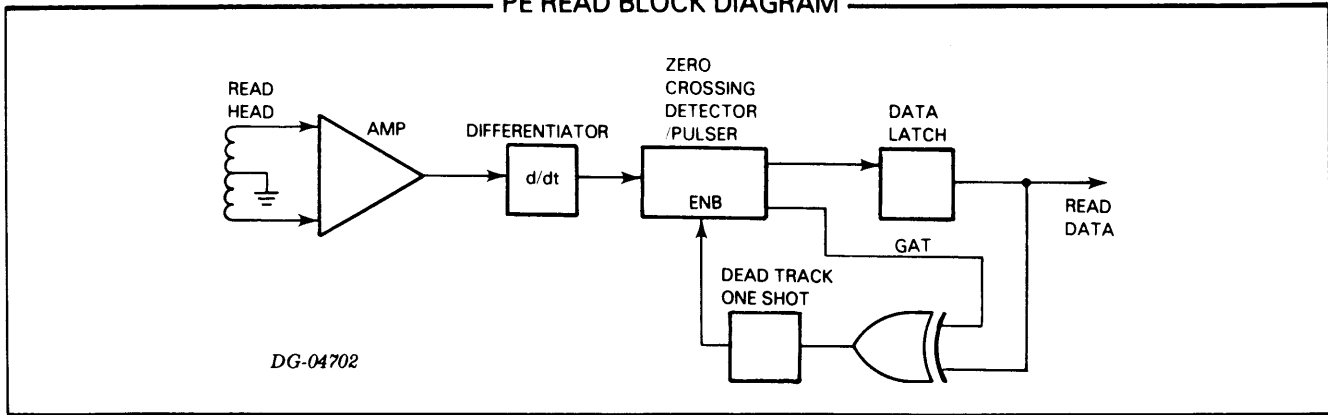 PE READ BLOCK DIAGRAM
READ
HEAD
AMP
DIFFERENTIATOR
d/dt
ZERO
CROSSING
DETECTOR
/PULSER
ENB
DATA
LATCH
READ
DATA
GAT
DEAD TRACK
ONE SHOT
DG-04702